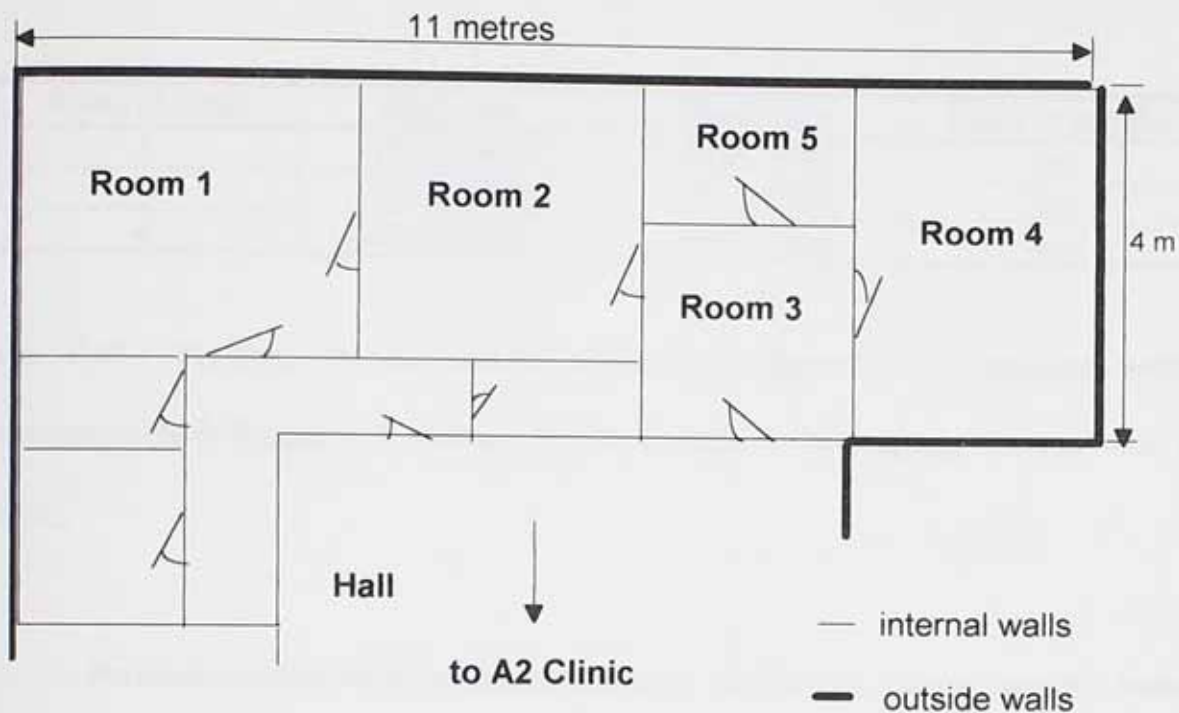 11 metres
Room 5
Room 1
Room 2
Room 4
4 m
Room 3
Hall
internal walls
to A2 Clinic
outside walls